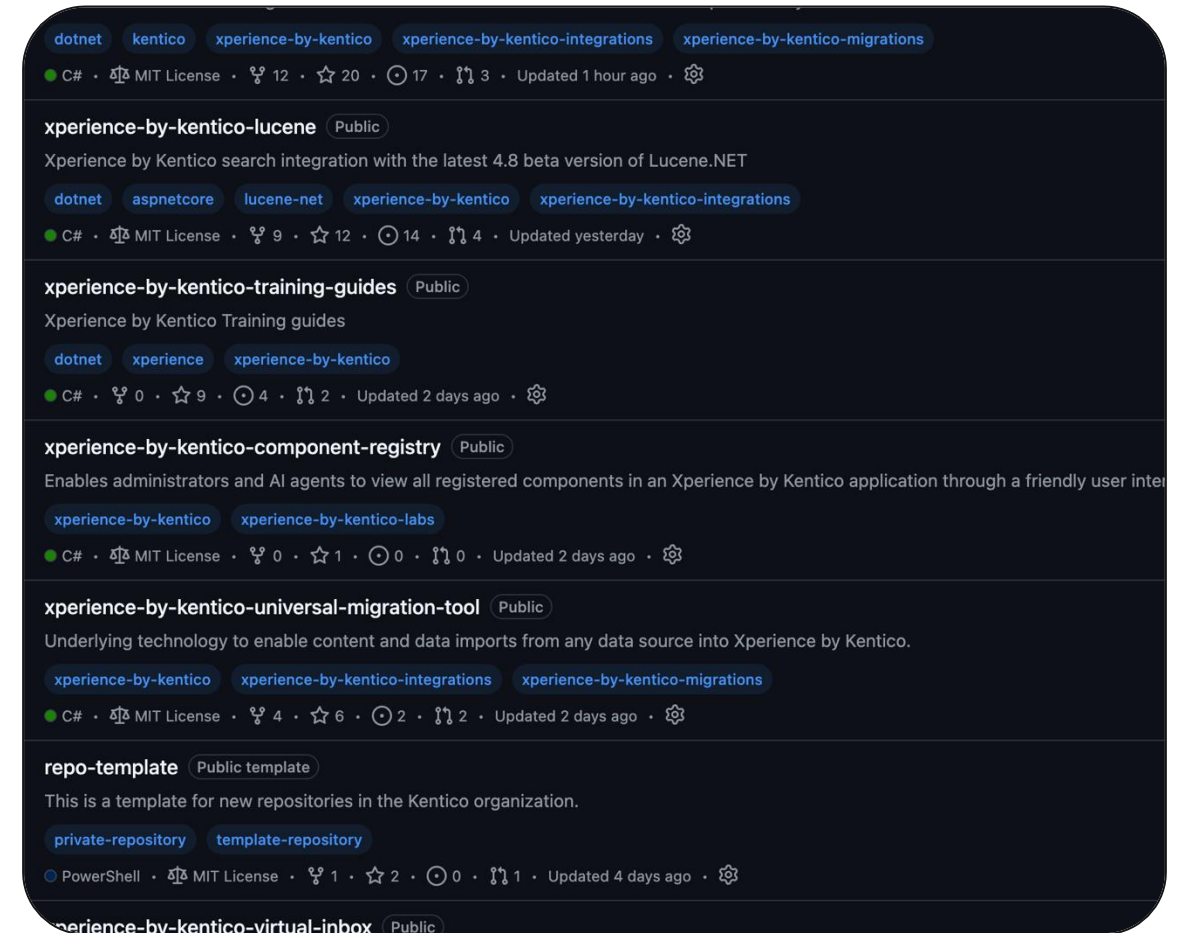 dotnet kentico xperience-by-kentico xperience-by-kentico-integrations xperience-by-kentico-migrations
C# • MIT License • 12 • 20 • 17 • 3 • Updated 1 hour ago •
xperience-by-kentico-lucene Public
Xperience by Kentico search integration with the latest 4.8 beta version of Lucene.NET
dotnet aspnetcore lucene-net xperience-by-kentico xperience-by-kentico-integrations
C# • MIT License • 9 • 12 • 14 • 4 • Updated yesterday •
xperience-by-kentico-training-guides Public
Xperience by Kentico Training guides
dotnet xperience xperience-by-kentico
C# • 0 • 9 • 4 • 2 • Updated 2 days ago •
xperience-by-kentico-component-registry Public
Enables administrators and AI agents to view all registered components in an Xperience by Kentico application through a friendly user inter
xperience-by-kentico xperience-by-kentico-labs
C# • MIT License • 0 • 1 • 0 • 0 • Updated 2 days ago •
xperience-by-kentico-universal-migration-tool Public
Underlying technology to enable content and data imports from any data source into Xperience by Kentico.
xperience-by-kentico xperience-by-kentico-integrations xperience-by-kentico-migrations
C# • MIT License • 4 • 6 • 2 • 2 • Updated 2 days ago •
repo-template Public template
This is a template for new repositories in the Kentico organization.
private-repository template-repository
PowerShell • MIT License • 1 • 2 • 0 • 1 • Updated 4 days ago •
xperience-by-kentico-virtual-inbox Public